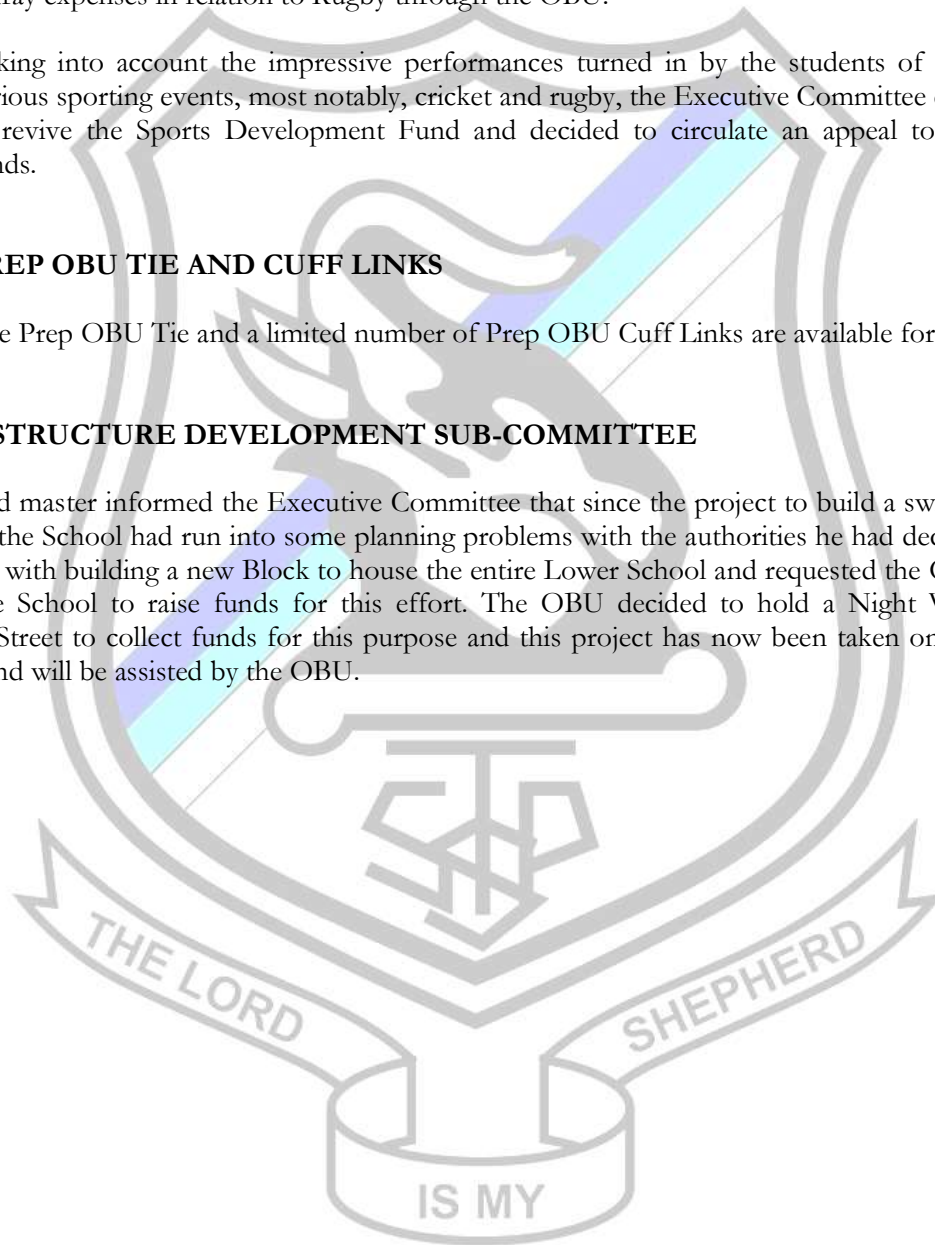 ray expenses in relation to Rugby through the OBU.
king into account the impressive performances turned in by the students of
rious sporting events, most notably, cricket and rugby, the Executive Committee
revive the Sports Development Fund and decided to circulate an appeal to
nds.
REP OBU TIE AND CUFF LINKS
e Prep OBU Tie and a limited number of Prep OBU Cuff Links are available for
STRUCTURE DEVELOPMENT SUB-COMMITTEE
d master informed the Executive Committee that since the project to build a sw
the School had run into some planning problems with the authorities he had dec
with building a new Block to house the entire Lower School and requested the
e School to raise funds for this effort. The OBU decided to hold a Night
Street to collect funds for this purpose and this project has now been taken on
nd will be assisted by the OBU.
STP
THE LORD
IS MY
SHEPHERD